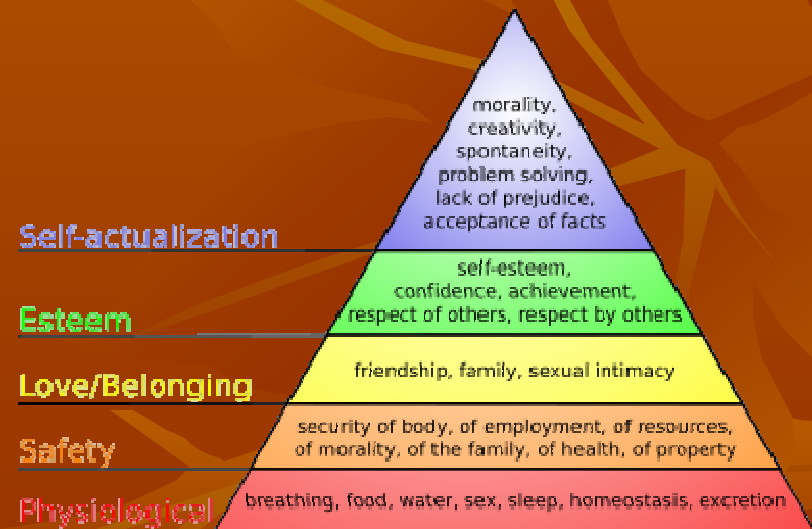 morality,
creativity,
spontaneity,
problem solving,
lack of prejudice,
acceptance of facts
Self-actualization
self-esteem,
confidence, achievement,
respect of others, respect by others
Esteem
friendship, family, sexual intimacy
Love/Belonging
security of body, of employment, of resources,
of morality, of the family, of health, of property
Safety
breathing, food, water, sex, sleep, homeostasis, excretion
Physiological